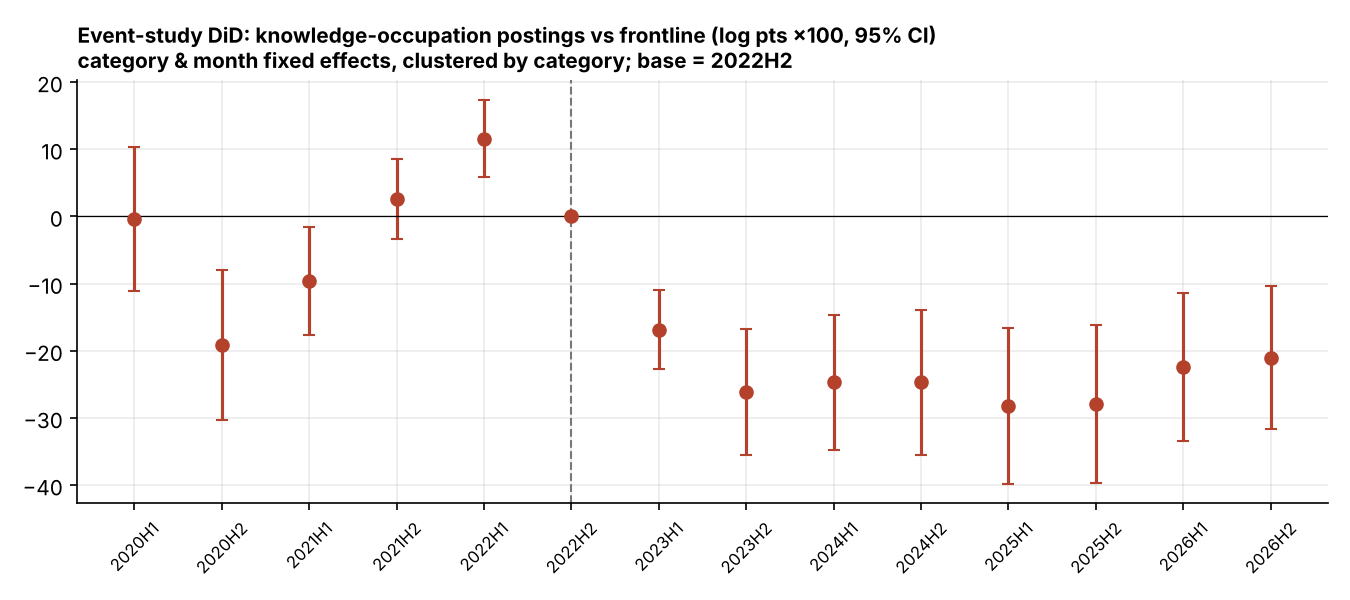 Event-study DiD: knowledge-occupation postings vs frontline (log pts ×100, 95% CI)
category & month fixed effects, clustered by category; base = 2022H2
20
10
0
−10
−20
−30
−40
2020H1
2020H2
2021H1
2021H2
2022H1
2022H2
2023H1
2023H2
2024H1
2024H2
2025H1
2025H2
2026H1
2026H2